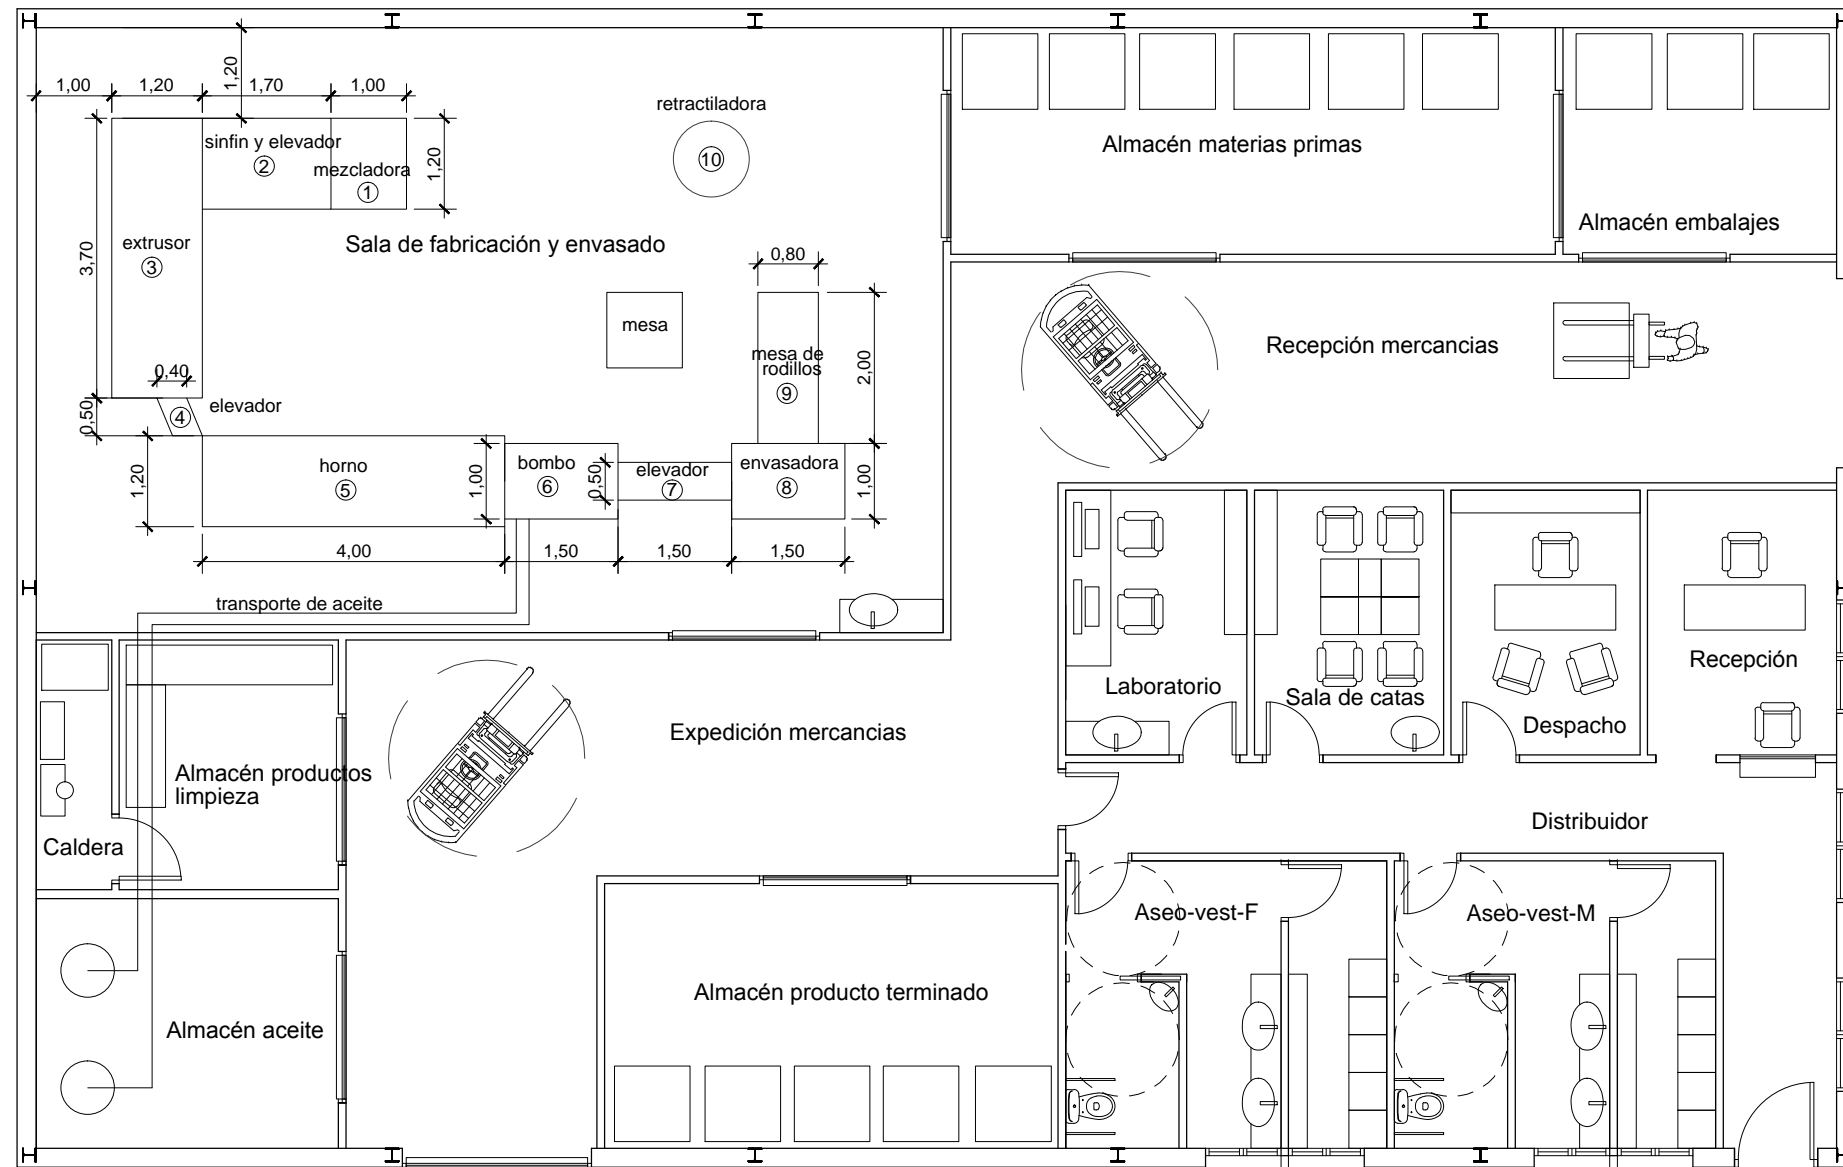 1,00
1,20
1,20
1,70
1,00
retractiladora
10
sinfin y elevador
2
mezcladora
1
1,20
Almacén materias primas
Almacén embalajes
extrusor
3
3,70
Sala de fabricación y envasado
0,80
mesa
mesa de
rodillos
9
2,00
Recepción mercancias
0,40
0,50
4
elevador
horno
5
1,20
1,00
bombo
6
0,50
elevador
7
envasadora
8
1,00
4,00
1,50
1,50
1,50
transporte de aceite
Laboratorio
Sala de catas
Despacho
Recepción
Expedición mercancias
Almacén productos
limpieza
Caldera
Distribuidor
Aseo-vest-F
Aseo-vest-M
Almacén producto terminado
Almacén aceite